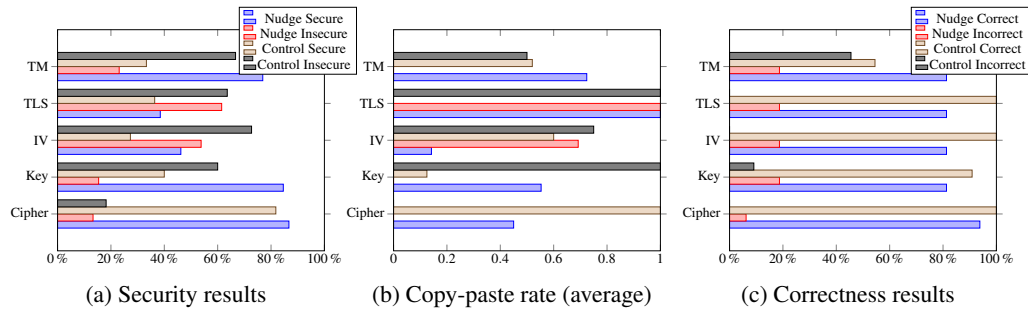 Nudge Secure
Nudge Insecure
Control Secure
Control Insecure
TM
TLS
IV
Key
Cipher
0 % 20 % 40 % 60 % 80 % 100 %
(a) Security results
TM
TLS
IV
Key
Cipher
0 0.2 0.4 0.6 0.8 1
(b) Copy-paste rate (average)
Nudge Correct
Nudge Incorrect
Control Correct
Control Incorrect
TM
TLS
IV
Key
Cipher
0 % 20 % 40 % 60 % 80 % 100 %
(c) Correctness results